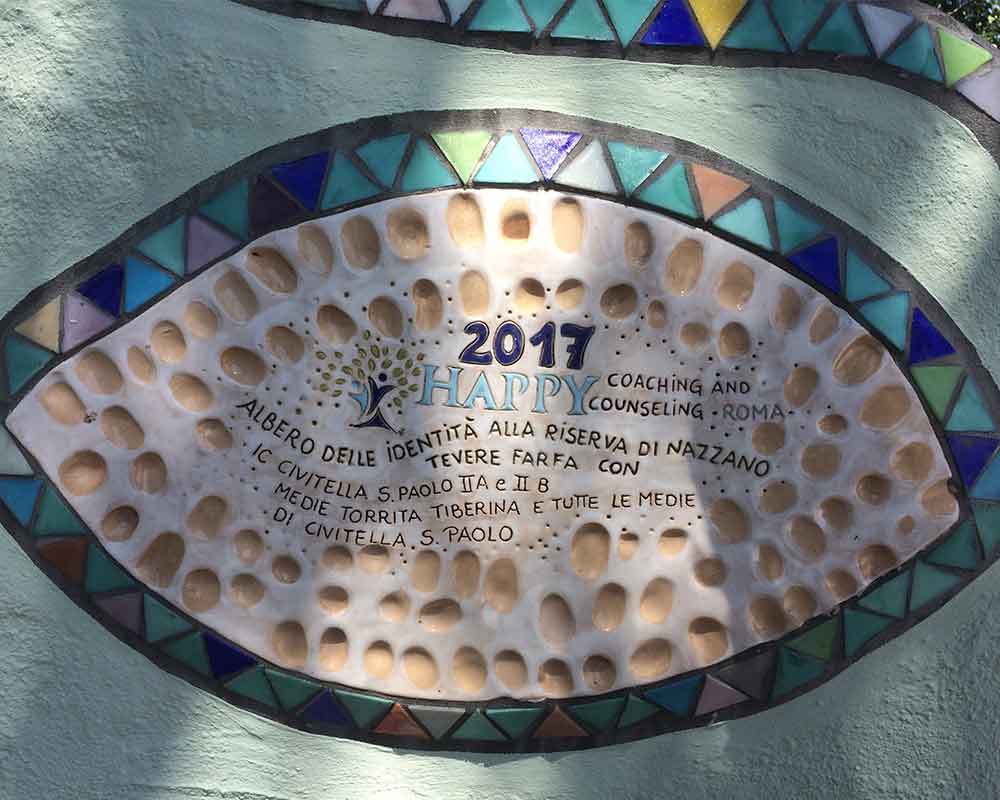 2017
HAPPY COACHING AND
COUNSELING · ROMA
ALBERO DELLE IDENTITÀ ALLA RISERVA DI NAZZANO
TEVERE FARFA CON
IC CIVITELLA S. PAOLO II A e II B
MEDIE TORRITA TIBERINA E TUTTE LE MEDIE
DI CIVITELLA S. PAOLO